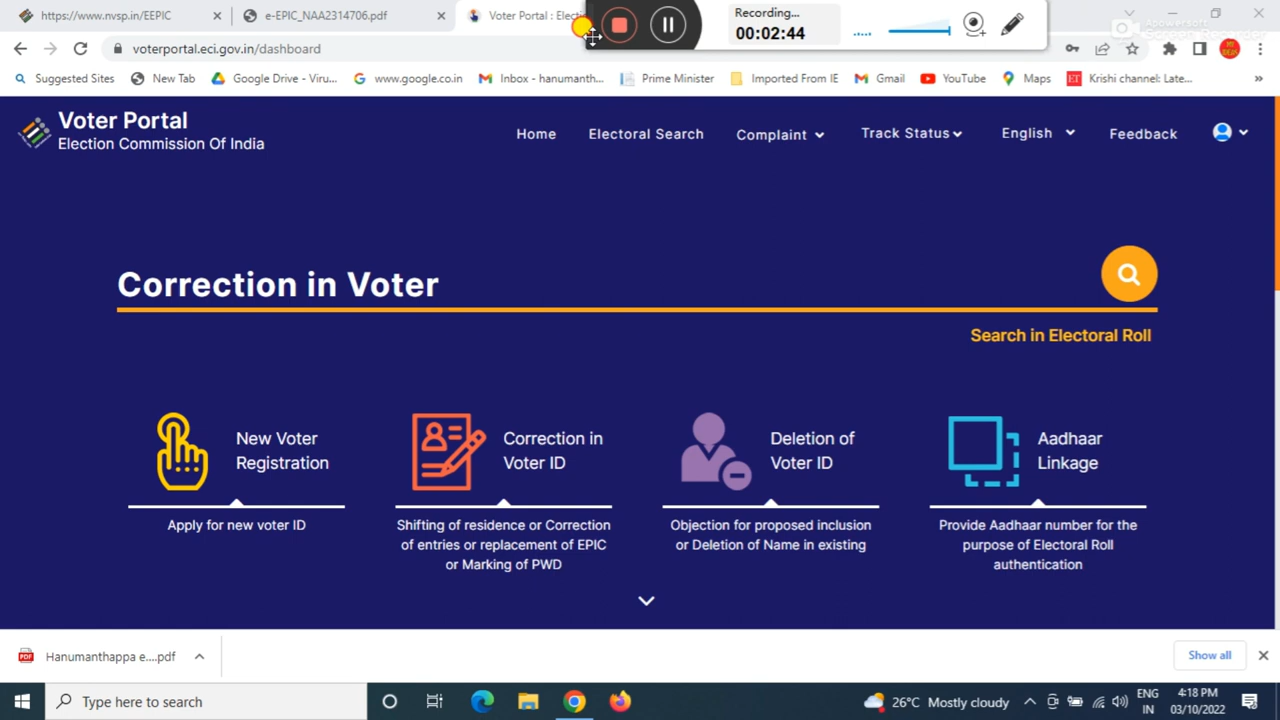 https://www.nvsp.in/EEPIC
e-EPIC_NAA2314706.pdf
Voter Portal : Electi
Recording...
00:02:44
Apowersoft
Screen Recorder
voterportal.eci.gov.in/dashboard
Suggested Sites
New Tab
Google Drive - Viru...
www.google.co.in
Inbox - hanumanth...
Prime Minister
Imported From IE
Gmail
YouTube
Maps
ET
Krishi channel: Late...
»
Voter Portal
Election Commission Of India
Home
Electoral Search
Complaint
Track Status
English
Feedback
Correction in Voter
Search in Electoral Roll
New Voter
Registration
Apply for new voter ID
Correction in
Voter ID
Shifting of residence or Correction
of entries or replacement of EPIC
or Marking of PWD
Deletion of
Voter ID
Objection for proposed inclusion
or Deletion of Name in existing
Aadhaar
Linkage
Provide Aadhaar number for the
purpose of Electoral Roll
authentication
PDF
Hanumanthappa e....pdf
Show all
Type here to search
26°C Mostly cloudy
ENG
IN
4:18 PM
03/10/2022